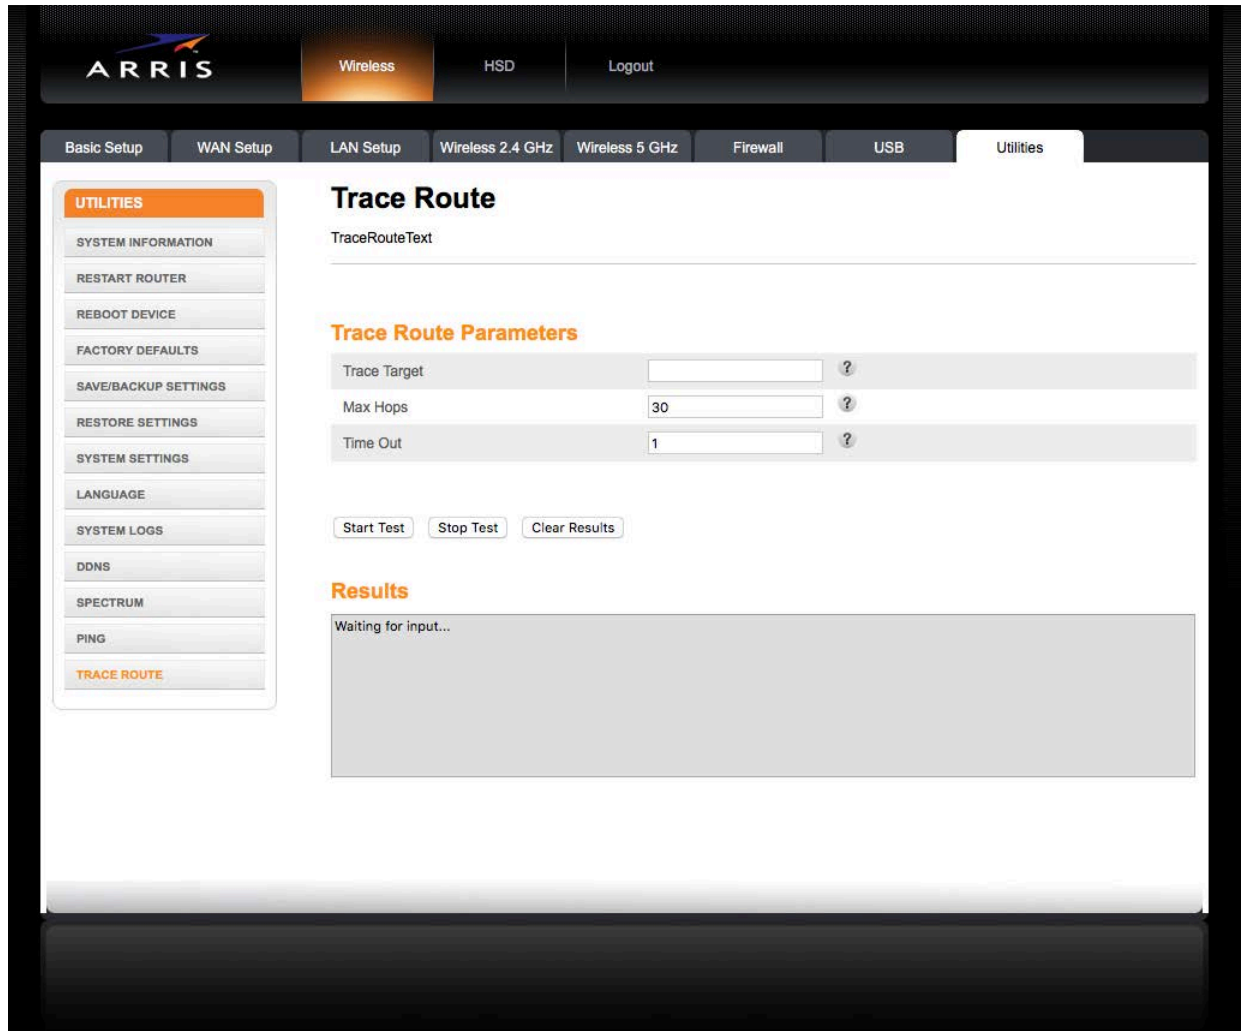 ARRIS
Wireless HSD Logout
Basic Setup WAN Setup LAN Setup Wireless 2.4 GHz Wireless 5 GHz Firewall USB Utilities
UTILITIES
SYSTEM INFORMATION
RESTART ROUTER
REBOOT DEVICE
FACTORY DEFAULTS
SAVE/BACKUP SETTINGS
RESTORE SETTINGS
SYSTEM SETTINGS
LANGUAGE
SYSTEM LOGS
DDNS
SPECTRUM
PING
TRACE ROUTE
Trace Route
TraceRouteText
Trace Route Parameters
Trace Target ?
Max Hops 30 ?
Time Out 1 ?
Start Test Stop Test Clear Results
Results
Waiting for input...